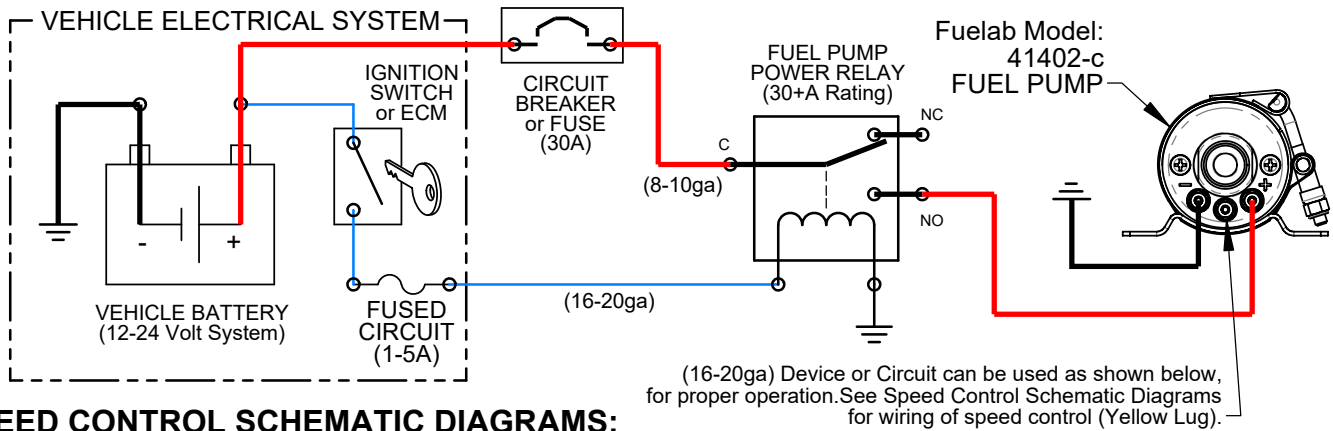 VEHICLE ELECTRICAL SYSTEM
IGNITION
SWITCH
or ECM
CIRCUIT
BREAKER
or FUSE
(30A)
FUEL PUMP
POWER RELAY
(30+A Rating)
Fuelab Model:
41402-c
FUEL PUMP
NC
C
(8-10ga)
NO
- +
- +
VEHICLE BATTERY
(12-24 Volt System)
FUSED
CIRCUIT
(1-5A)
(16-20ga)
(16-20ga) Device or Circuit can be used as shown below,
for proper operation.See Speed Control Schematic Diagrams
for wiring of speed control (Yellow Lug).
EED CONTROL SCHEMATIC DIAGRAMS: